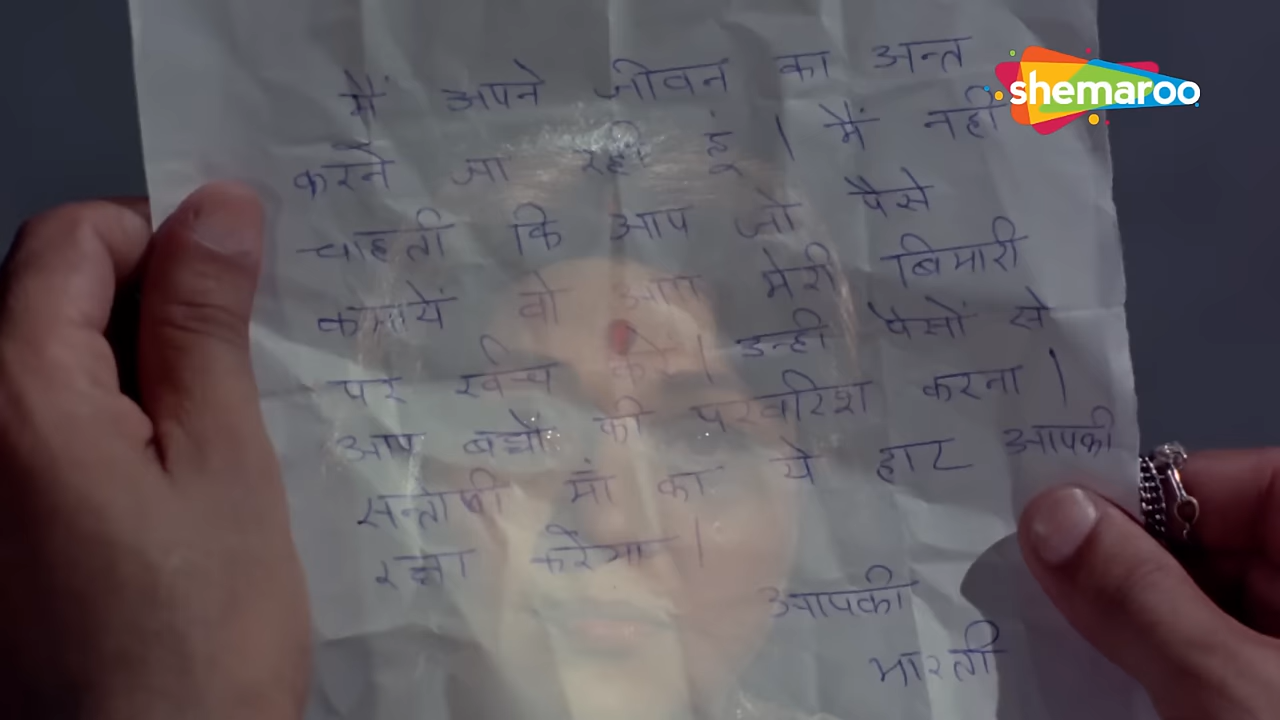 shemaroo
मैं अपने जीवन का अन्त
करने जा रही हूं । मैं नही
चाहती कि आप जो पैसे
कमायें वो आप मेरी बिमारी
पर खर्च करे । इन्ही पैसों से
आप बच्चों की परवरिश करना ।
सन्तोषी माँ का ये हार आपकी
रक्षा करेगा ।
आपकी
भारती